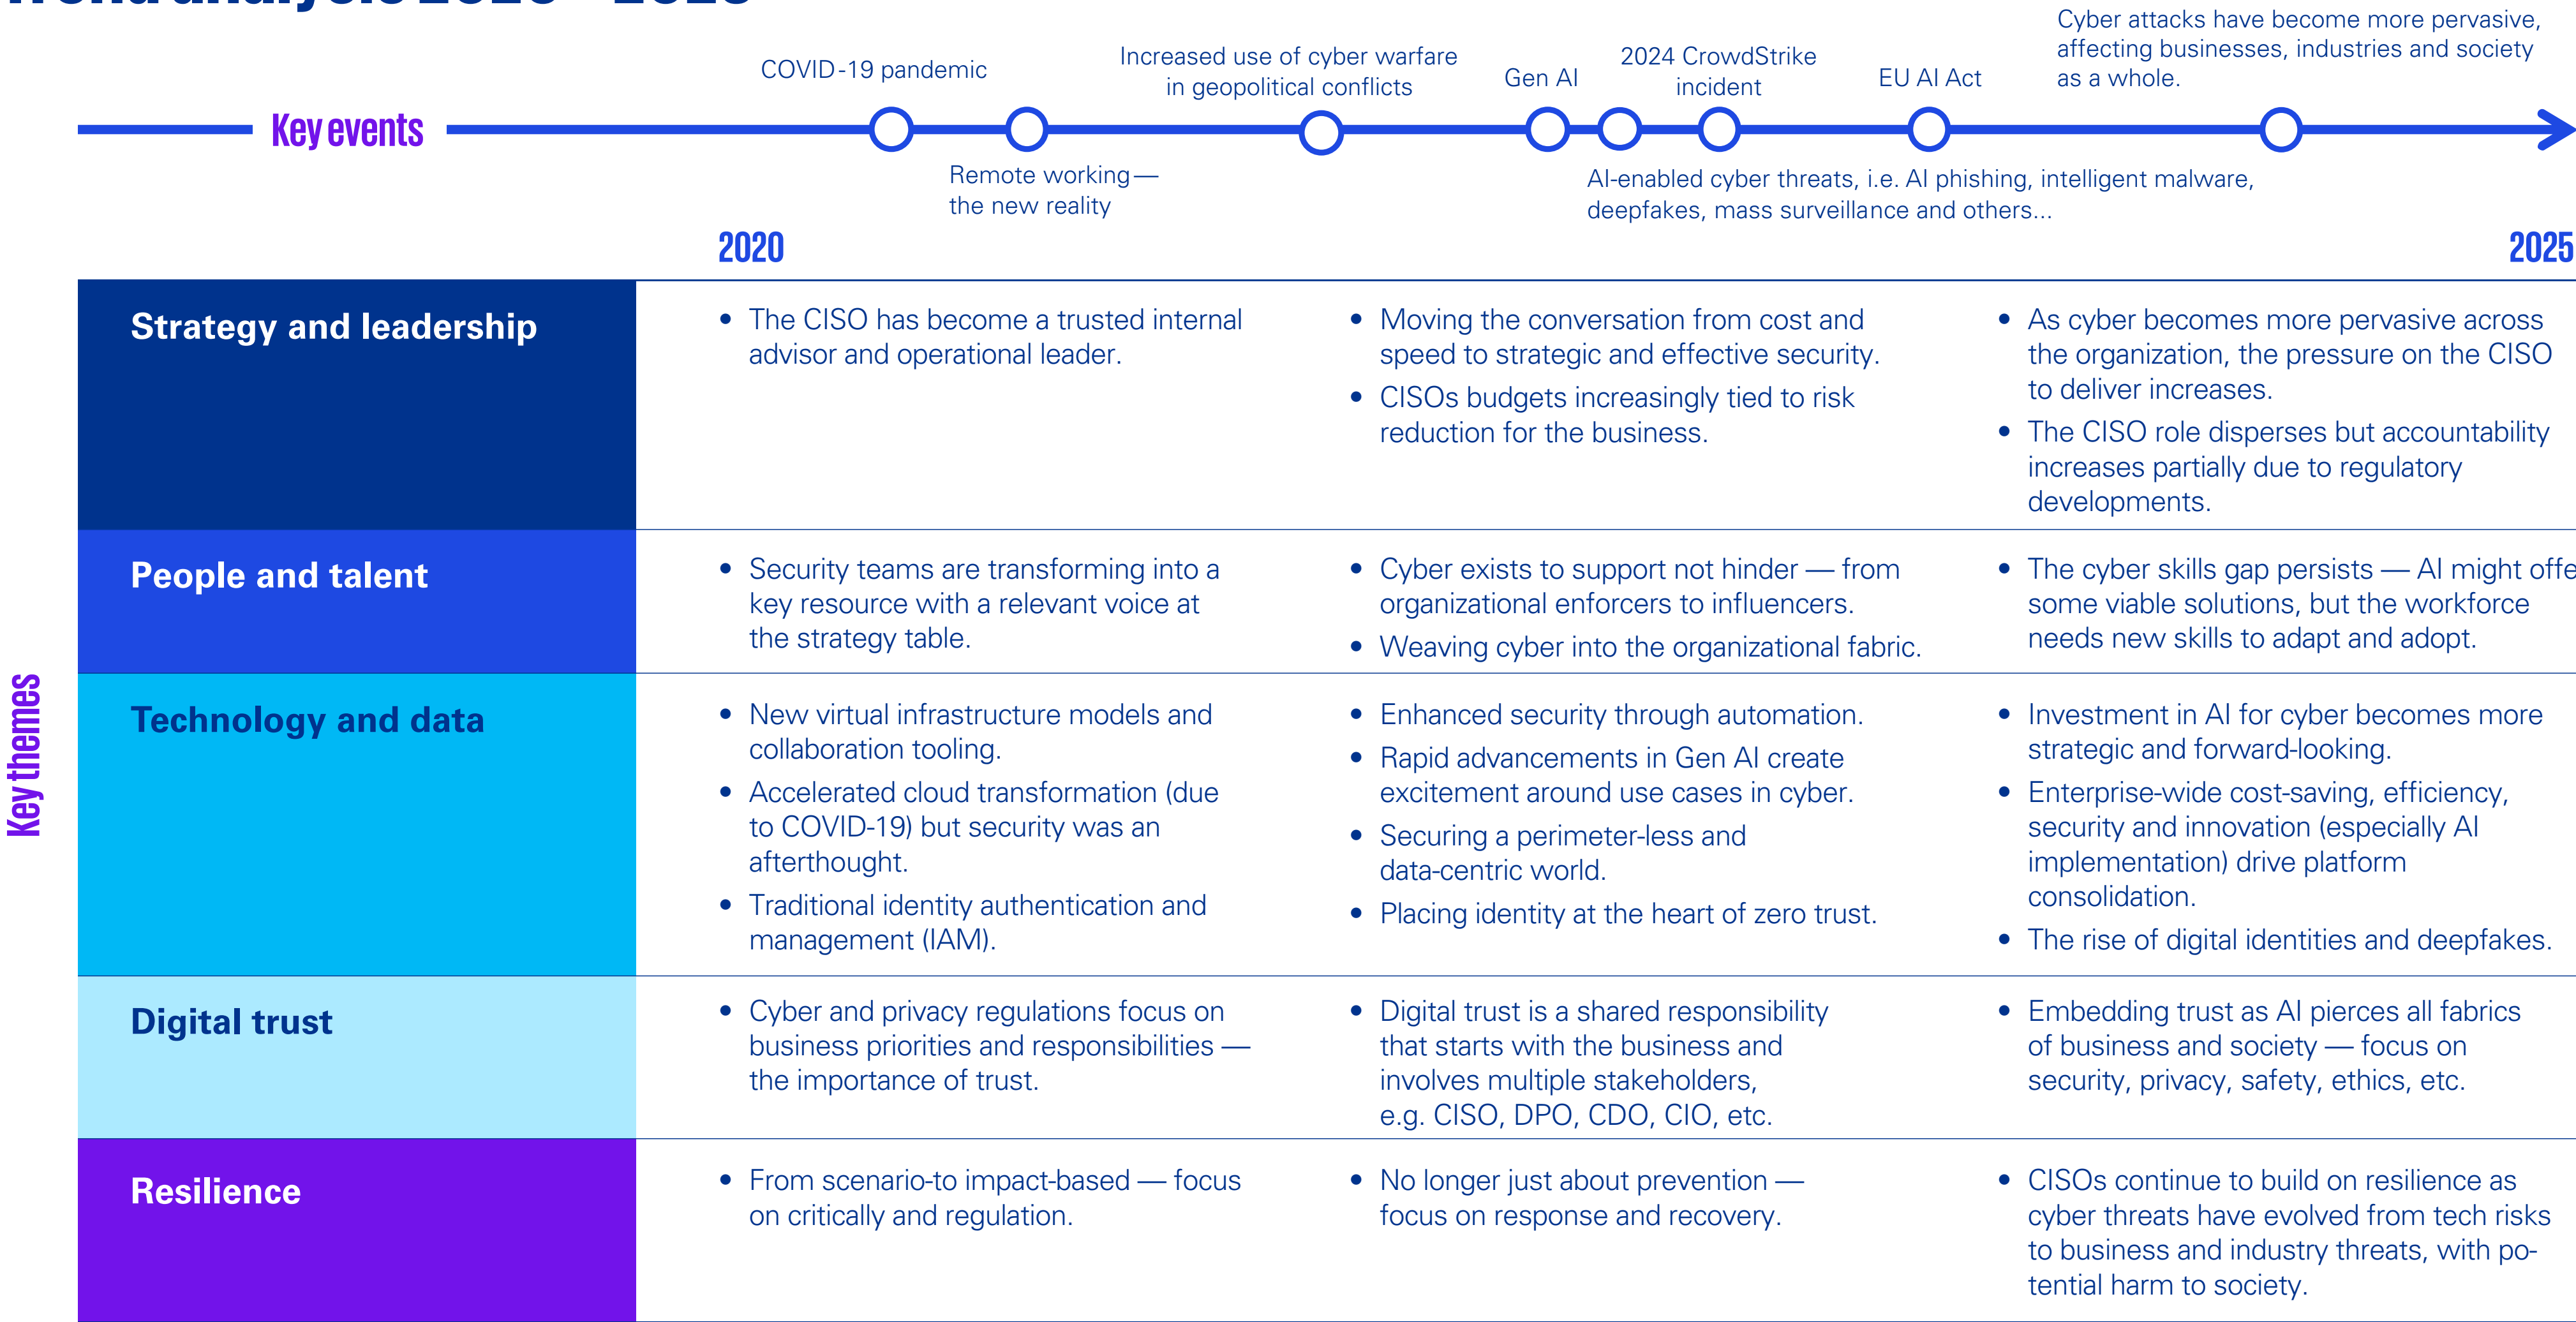 Trend analysis 2020 – 2025
Cyber attacks have become more pervasive,
affecting businesses, industries and society
as a whole.
COVID-19 pandemic
Increased use of cyber warfare
in geopolitical conflicts
Gen AI
2024 CrowdStrike
incident
EU AI Act
Key events
Remote working—
the new reality
AI-enabled cyber threats, i.e. AI phishing, intelligent malware,
deepfakes, mass surveillance and others...
2020
2025
Key themes
Strategy and leadership
• The CISO has become a trusted internal
advisor and operational leader.
• Moving the conversation from cost and
speed to strategic and effective security.
• CISOs budgets increasingly tied to risk
reduction for the business.
• As cyber becomes more pervasive across
the organization, the pressure on the CISO
to deliver increases.
• The CISO role disperses but accountability
increases partially due to regulatory
developments.
People and talent
• Security teams are transforming into a
key resource with a relevant voice at
the strategy table.
• Cyber exists to support not hinder — from
organizational enforcers to influencers.
• Weaving cyber into the organizational fabric.
• The cyber skills gap persists — AI might offe
some viable solutions, but the workforce
needs new skills to adapt and adopt.
Technology and data
• New virtual infrastructure models and
collaboration tooling.
• Accelerated cloud transformation (due
to COVID-19) but security was an
afterthought.
• Traditional identity authentication and
management (IAM).
• Enhanced security through automation.
• Rapid advancements in Gen AI create
excitement around use cases in cyber.
• Securing a perimeter-less and
data-centric world.
• Placing identity at the heart of zero trust.
• Investment in AI for cyber becomes more
strategic and forward-looking.
• Enterprise-wide cost-saving, efficiency,
security and innovation (especially AI
implementation) drive platform
consolidation.
• The rise of digital identities and deepfakes.
Digital trust
• Cyber and privacy regulations focus on
business priorities and responsibilities —
the importance of trust.
• Digital trust is a shared responsibility
that starts with the business and
involves multiple stakeholders,
e.g. CISO, DPO, CDO, CIO, etc.
• Embedding trust as AI pierces all fabrics
of business and society — focus on
security, privacy, safety, ethics, etc.
Resilience
• From scenario-to impact-based — focus
on critically and regulation.
• No longer just about prevention —
focus on response and recovery.
• CISOs continue to build on resilience as
cyber threats have evolved from tech risks
to business and industry threats, with po-
tential harm to society.